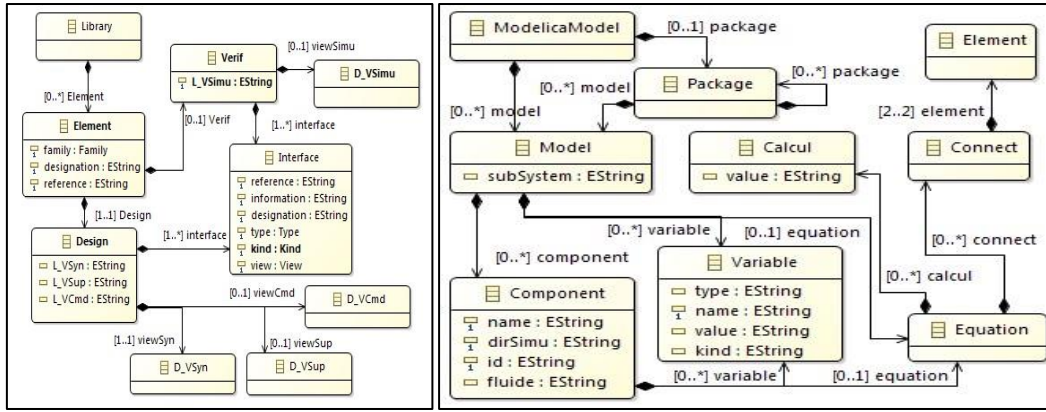 Library
[0..*] Element
Element
family : Family
designation : EString
reference : EString
[0..1] Verif
Verif
L_VSimu : EString
[0..1] viewSimu
D_VSimu
[1..*] interface
Interface
reference : EString
information : EString
designation : EString
type : Type
kind : Kind
view : View
[1..1] Design
Design
L_VSyn : EString
L_VSup : EString
L_VCmd : EString
[1..*] interface
[0..1] viewCmd
D_VCmd
[1..1] viewSyn
[0..1] viewSup
D_VSyn
D_VSup
ModelicaModel
[0..1] package
Package
[0..*] package
[0..*] model
[0..*] model
Model
subSystem : EString
Calcul
value : EString
Element
[2..2] element
Connect
[0..*] variable
[0..1] equation
[0..*] connect
[0..*] component
[0..*] calcul
Component
name : EString
dirSimu : EString
id : EString
fluide : EString
Variable
type : EString
name : EString
value : EString
kind : EString
Equation
[0..*] variable
[0..1] equation